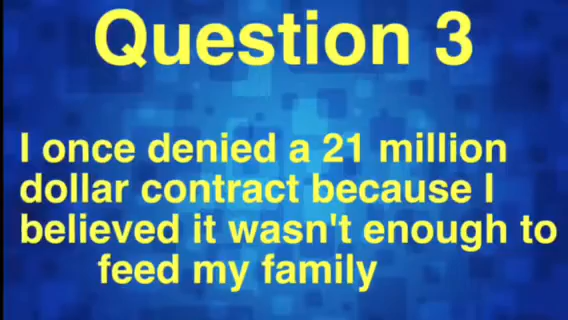 Question 3
I once denied a 21 million
dollar contract because I
believed it wasn't enough to
feed my family